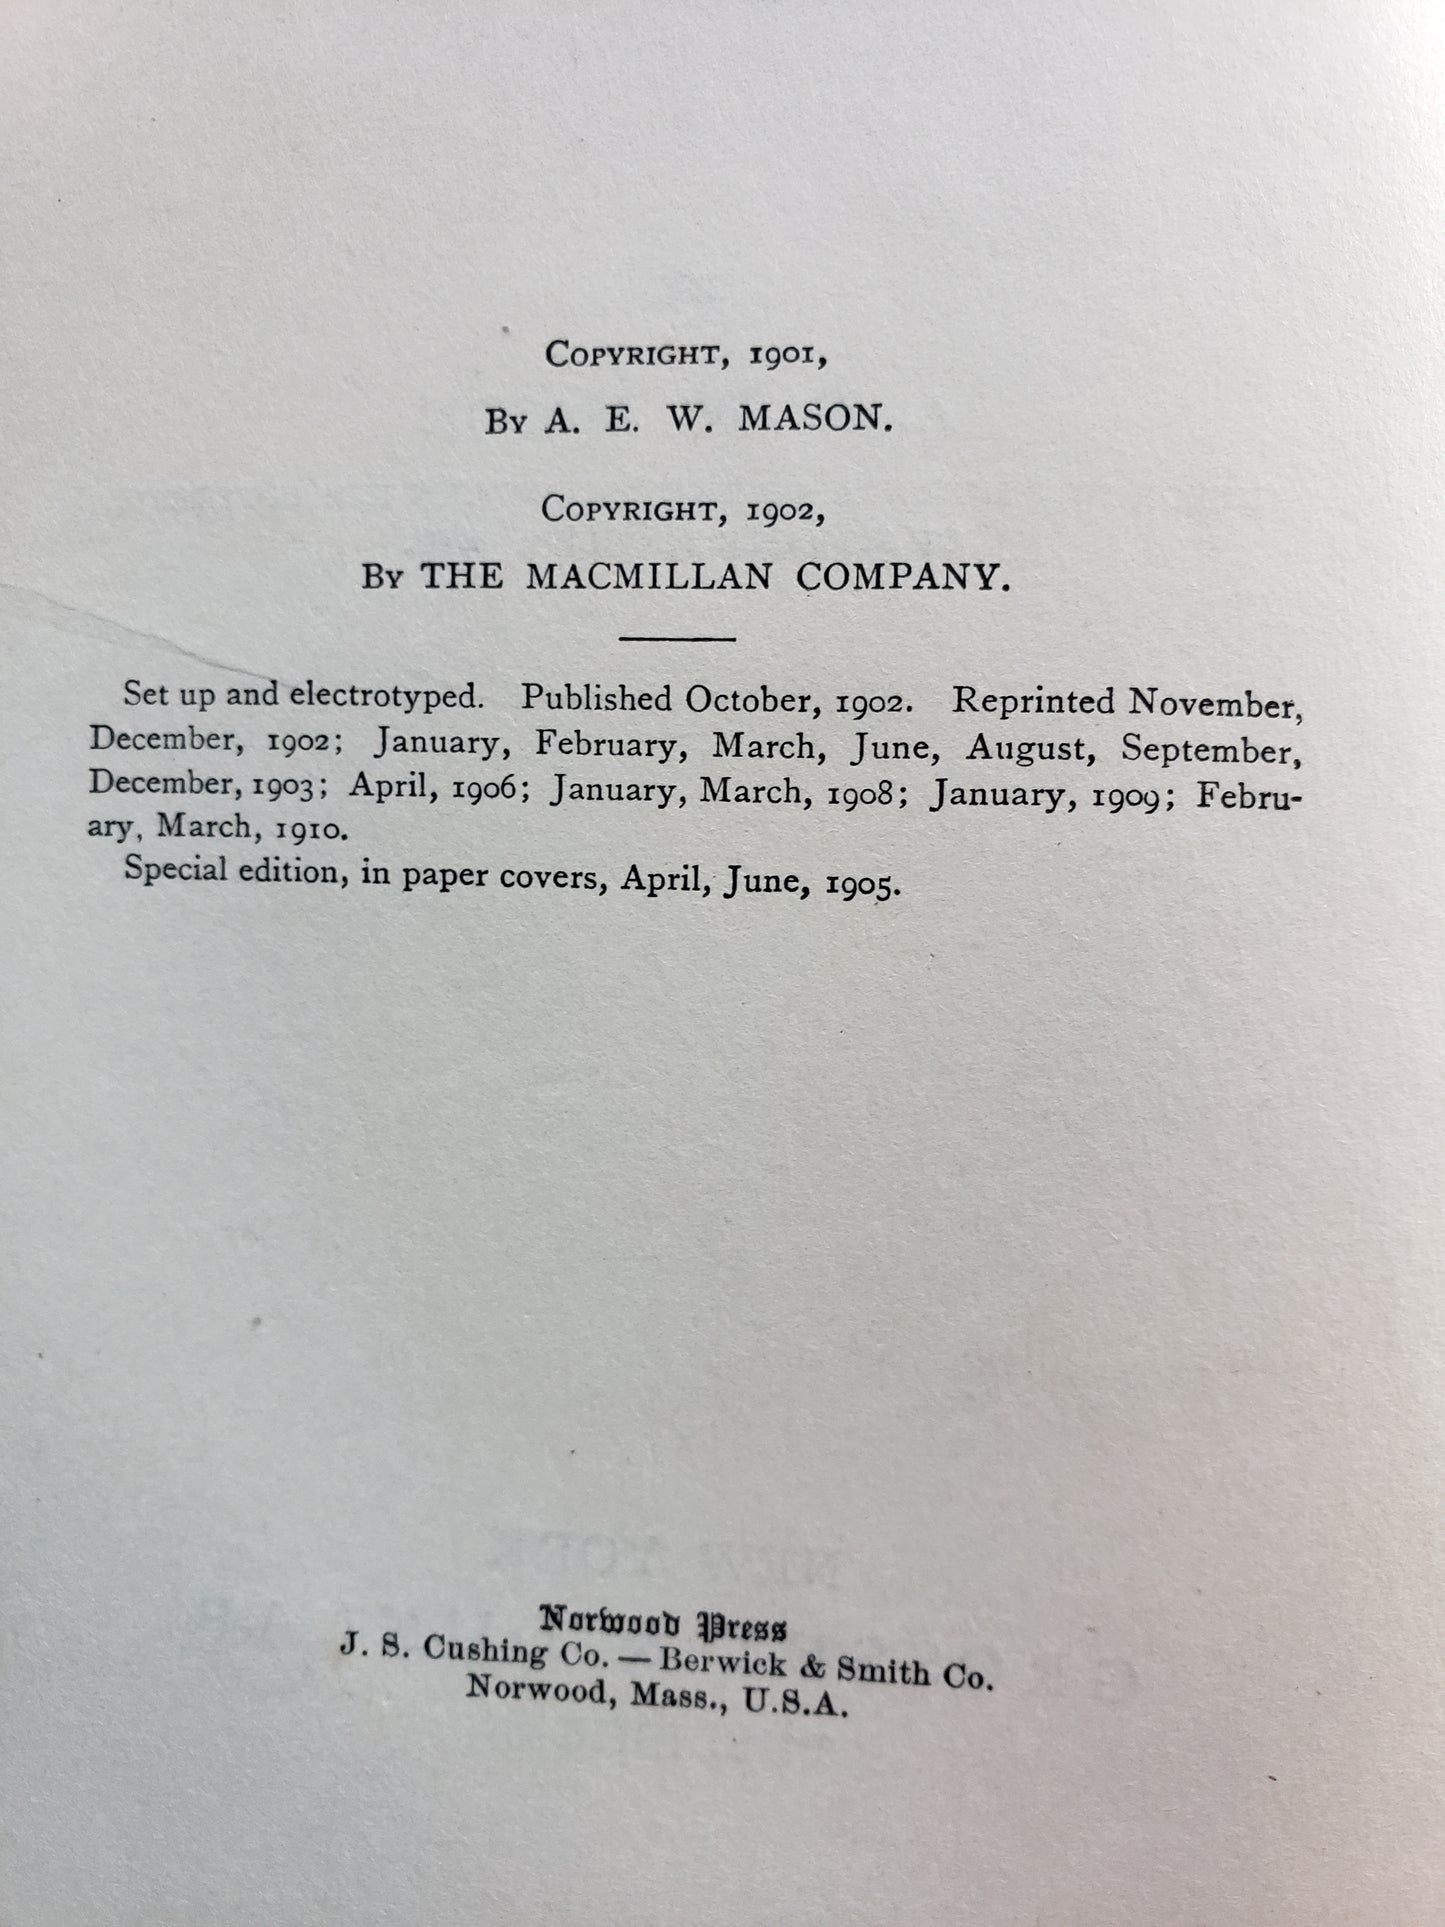 COPYRIGHT, 1901,
BY A. E. W. MASON.
COPYRIGHT, 1902,
BY THE MACMILLAN COMPANY.
Set up and electrotyped. Published October, 1902. Reprinted November,
December, 1902; January, February, March, June, August, September,
December, 1903; April, 1906; January, March, 1908; January, 1909; Febru-
ary, March, 1910.
Special edition, in paper covers, April, June, 1905.
Norwood Press
J. S. Cushing Co. — Berwick & Smith Co.
Norwood, Mass., U.S.A.